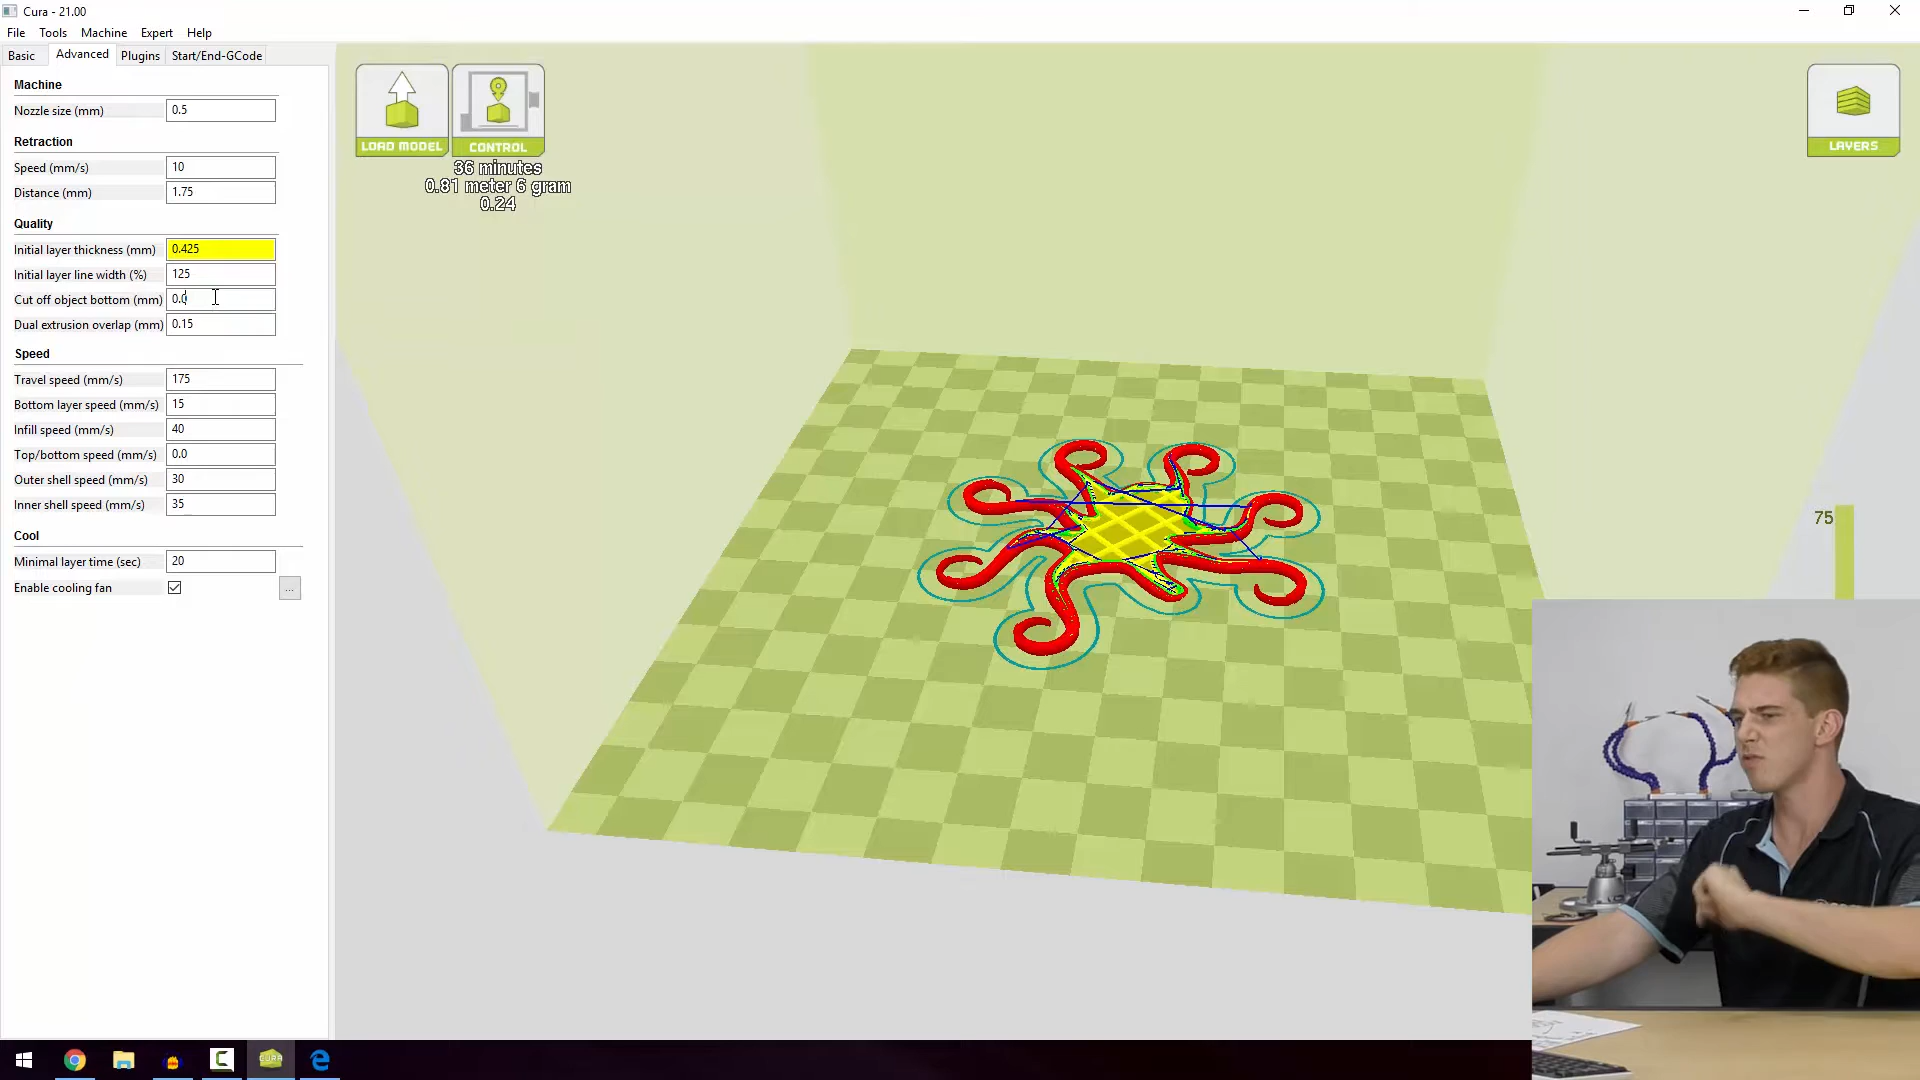 Cura - 21.00
File Tools Machine Expert Help
Basic Advanced Plugins Start/End-GCode
Machine
Nozzle size (mm) 0.5
Retraction
Speed (mm/s) 10
Distance (mm) 1.75
Quality
Initial layer thickness (mm) 0.425
Initial layer line width (%) 125
Cut off object bottom (mm) 0.0
Dual extrusion overlap (mm) 0.15
Speed
Travel speed (mm/s) 175
Bottom layer speed (mm/s) 15
Infill speed (mm/s) 40
Top/bottom speed (mm/s) 0.0
Outer shell speed (mm/s) 30
Inner shell speed (mm/s) 35
Cool
Minimal layer time (sec) 20
Enable cooling fan ...
LOAD MODEL
CONTROL
36 minutes
0.81 meter 6 gram
0.24
LAYERS
75
CURA